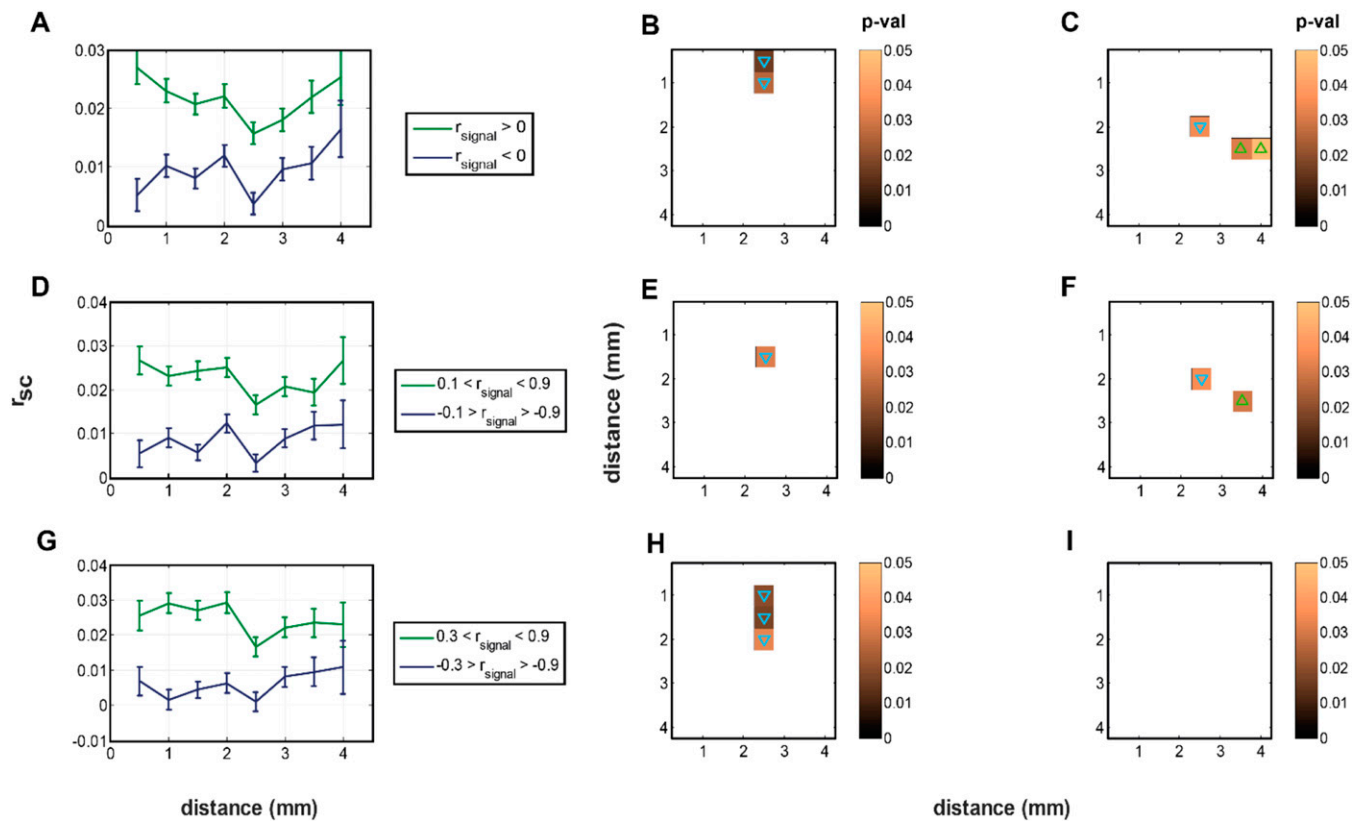 A
0.03
0.02
0.01
0
0 1 2 3 4
r_signal > 0
r_signal < 0
B
p-val
1
2
3
4
1 2 3 4
0.05
0.04
0.03
0.02
0.01
0
C
p-val
1
2
3
4
1 2 3 4
0.05
0.04
0.03
0.02
0.01
0
D
0.04
0.03
0.02
0.01
0
0 1 2 3 4
0.1 < r_signal < 0.9
-0.1 > r_signal > -0.9
E
1
2
3
4
1 2 3 4
0.05
0.04
0.03
0.02
0.01
0
F
1
2
3
4
1 2 3 4
0.05
0.04
0.03
0.02
0.01
0
r_sc
distance (mm)
G
0.04
0.03
0.02
0.01
0
-0.01
0 1 2 3 4
0.3 < r_signal < 0.9
-0.3 > r_signal > -0.9
H
1
2
3
4
1 2 3 4
0.05
0.04
0.03
0.02
0.01
0
I
1
2
3
4
1 2 3 4
0.05
0.04
0.03
0.02
0.01
0
distance (mm)
distance (mm)